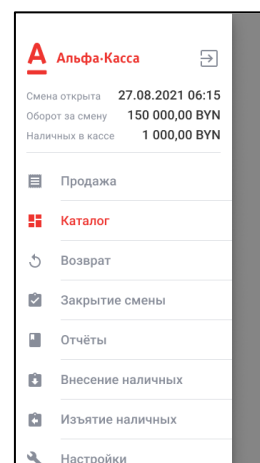 А Альфа-Касса
Смена открыта 27.08.2021 06:15
Оборот за смену 150 000,00 BYN
Наличных в кассе 1 000,00 BYN
Продажа
Каталог
Возврат
Закрытие смены
Отчёты
Внесение наличных
Изъятие наличных
Настройки